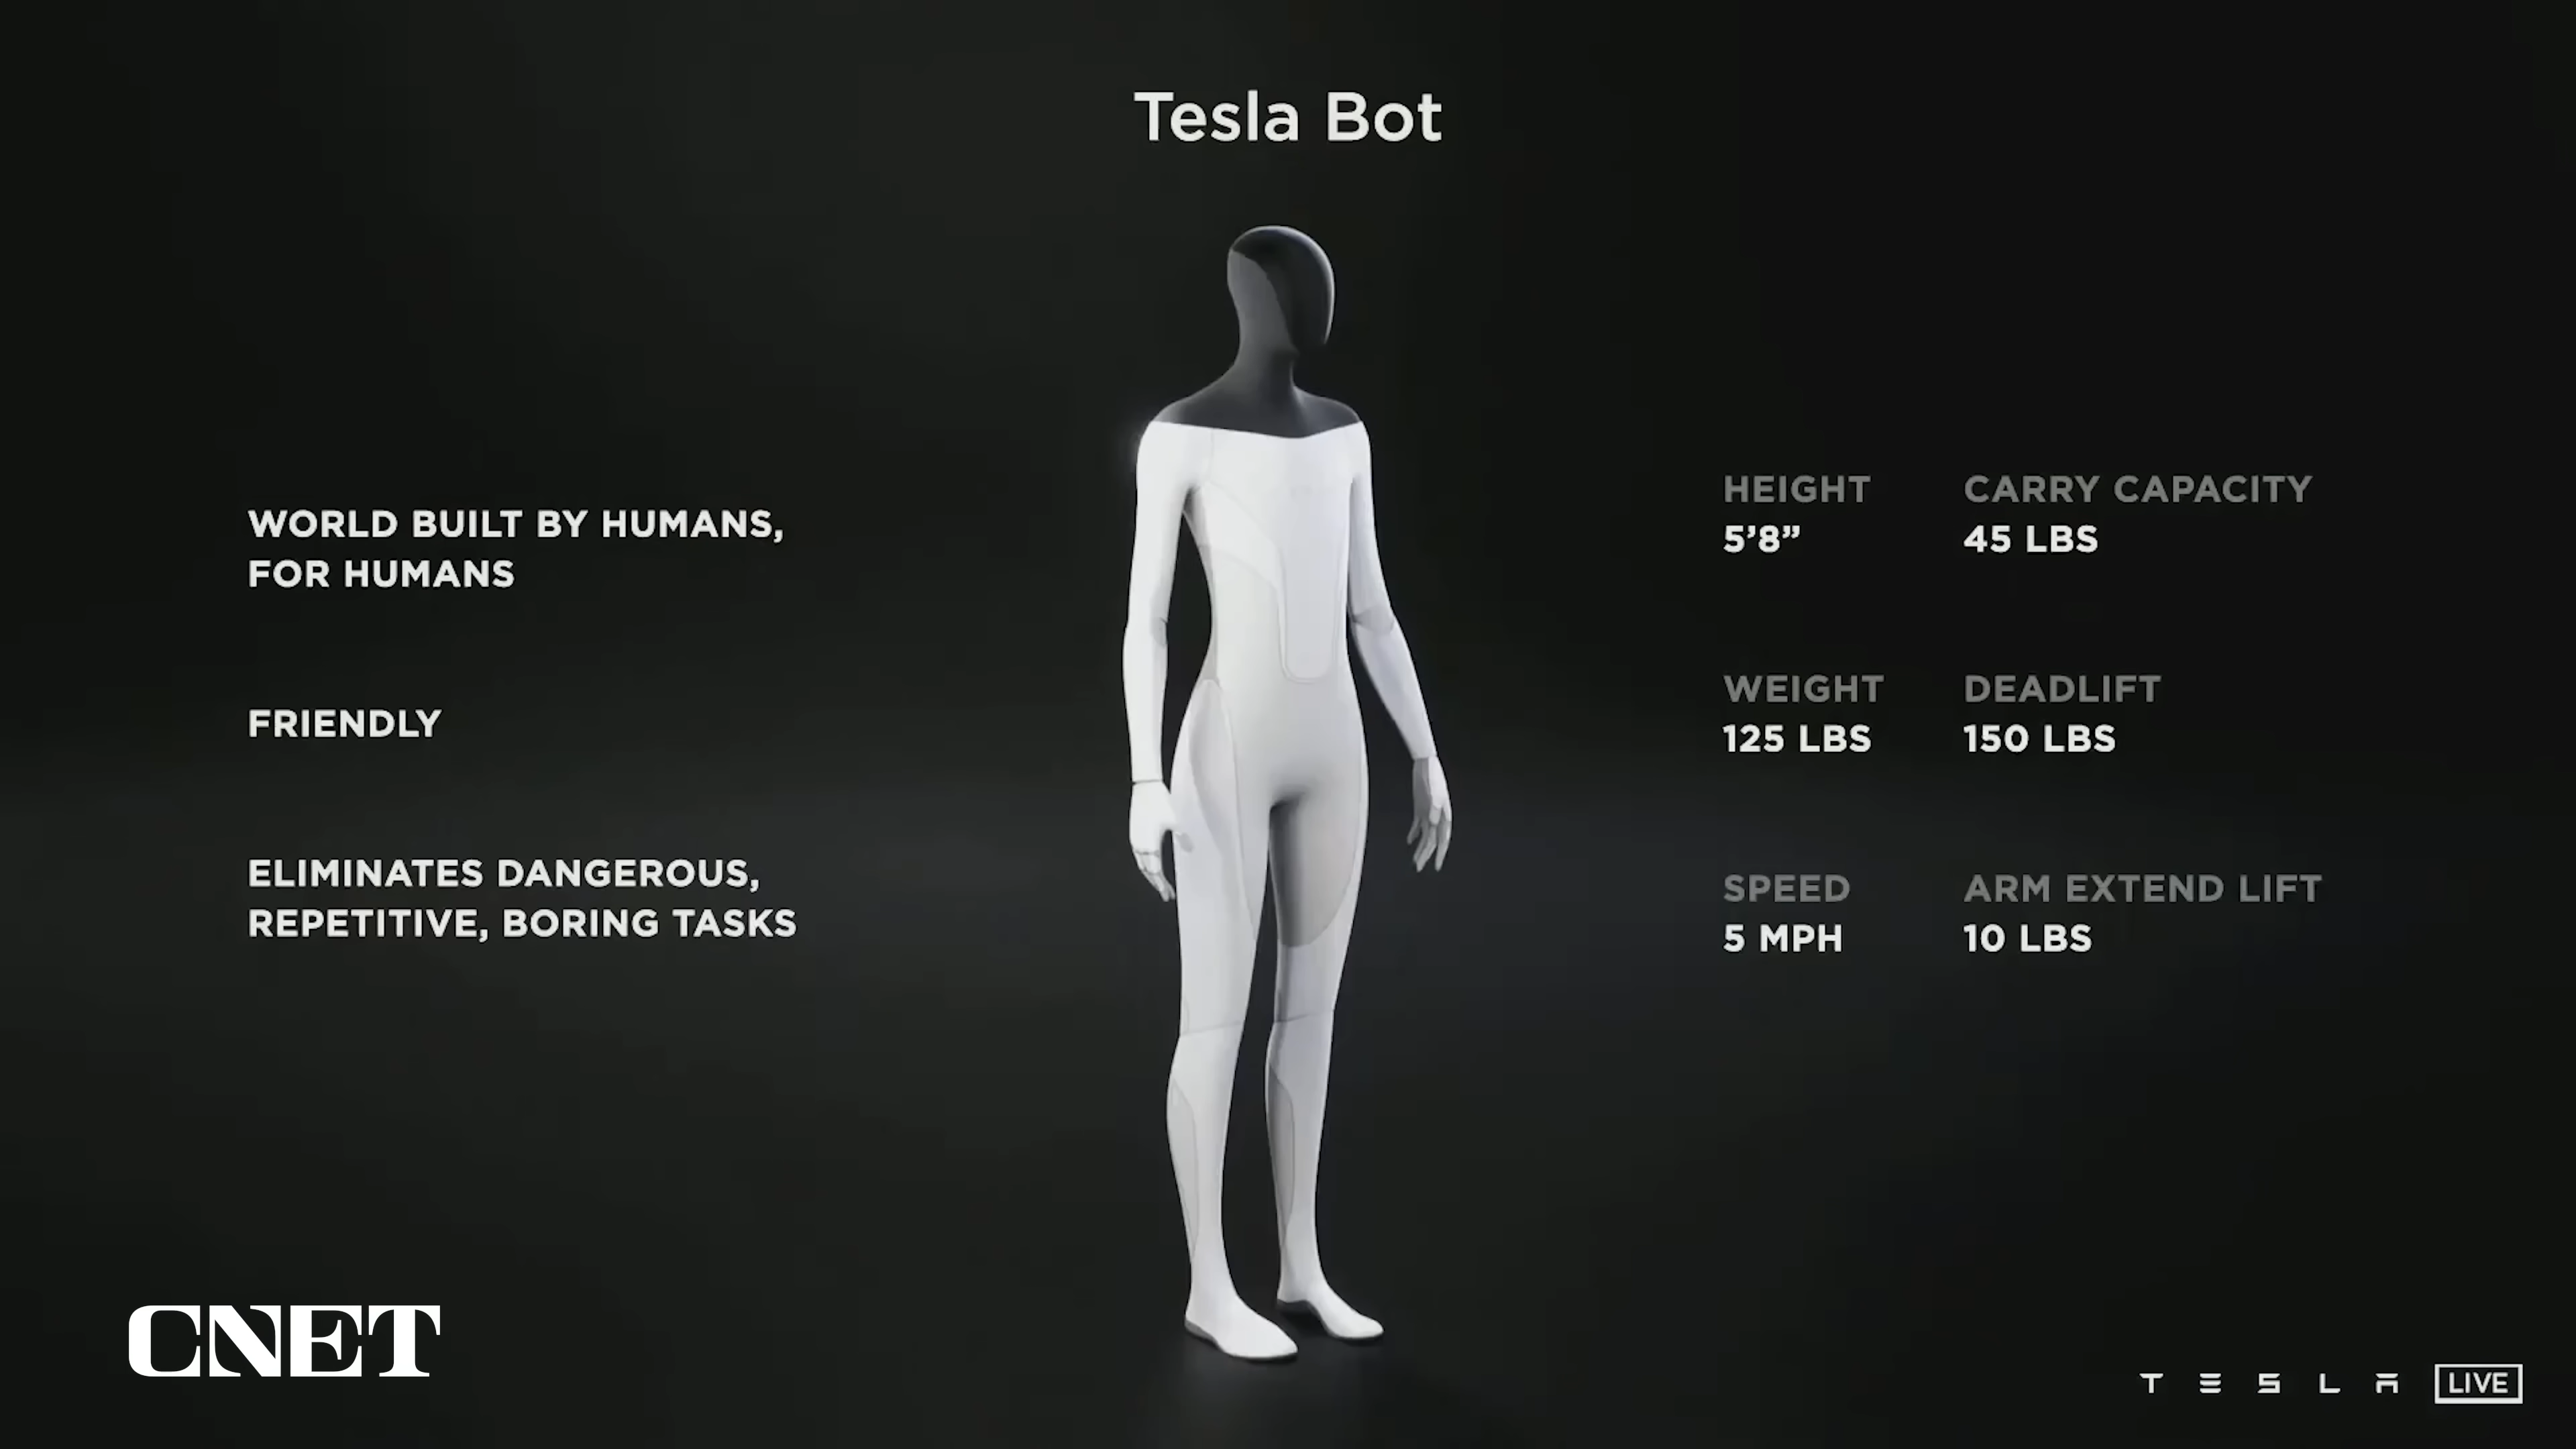 Tesla Bot
WORLD BUILT BY HUMANS,
FOR HUMANS
FRIENDLY
ELIMINATES DANGEROUS,
REPETITIVE, BORING TASKS
HEIGHT
5’8”
CARRY CAPACITY
45 LBS
WEIGHT
125 LBS
DEADLIFT
150 LBS
SPEED
5 MPH
ARM EXTEND LIFT
10 LBS
CNET
TESLA LIVE